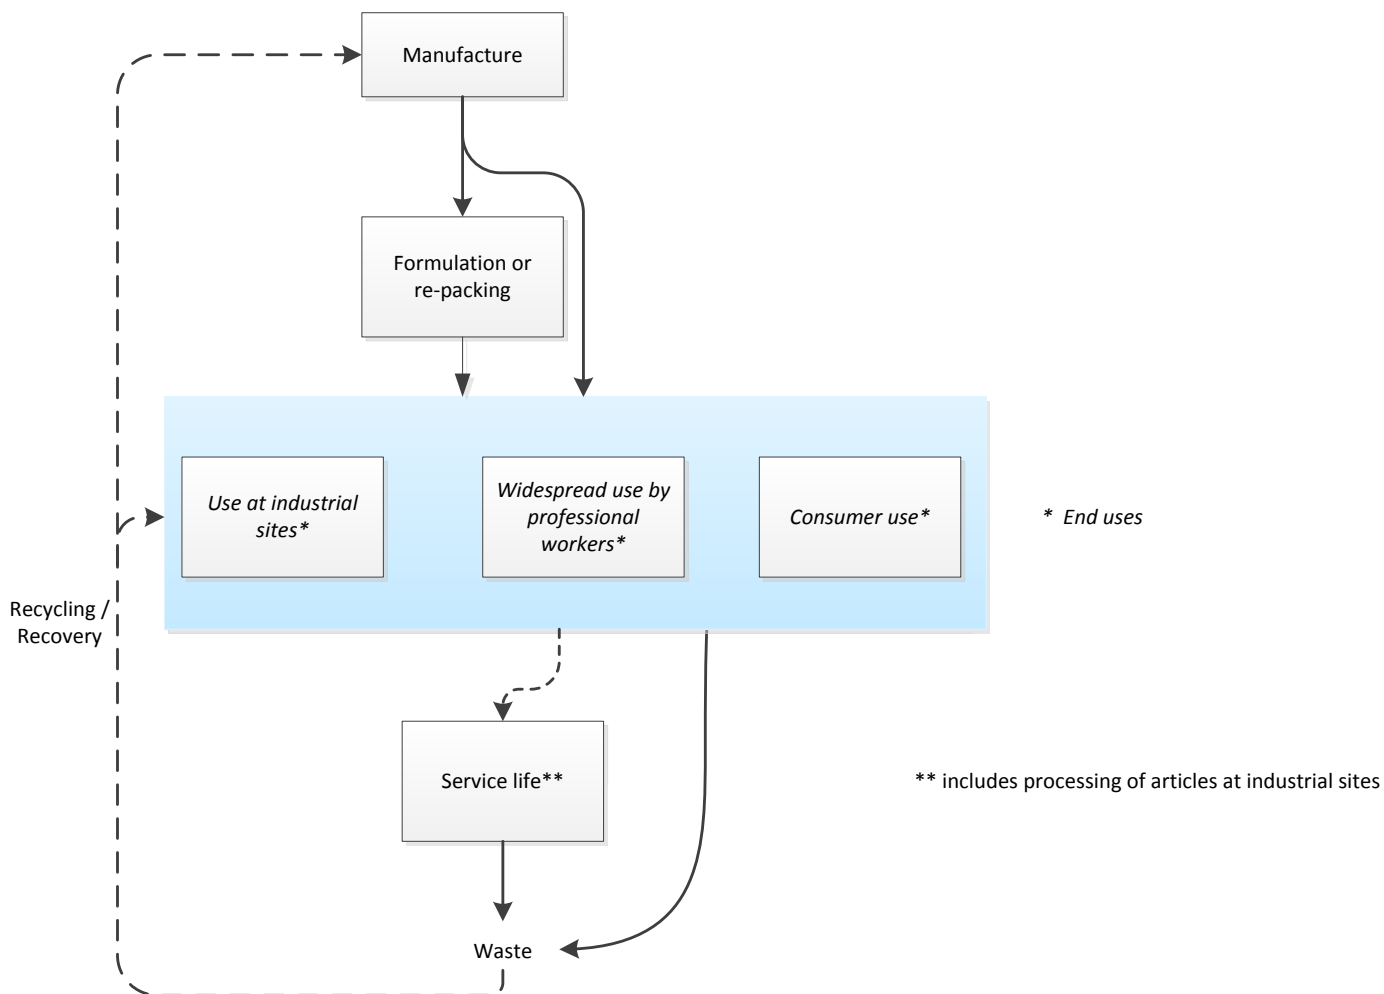 Manufacture
Formulation or
re-packing
Use at industrial
sites*
Widespread use by
professional
workers*
Consumer use*
* End uses
Recycling /
Recovery
Service life**
** includes processing of articles at industrial sites
Waste